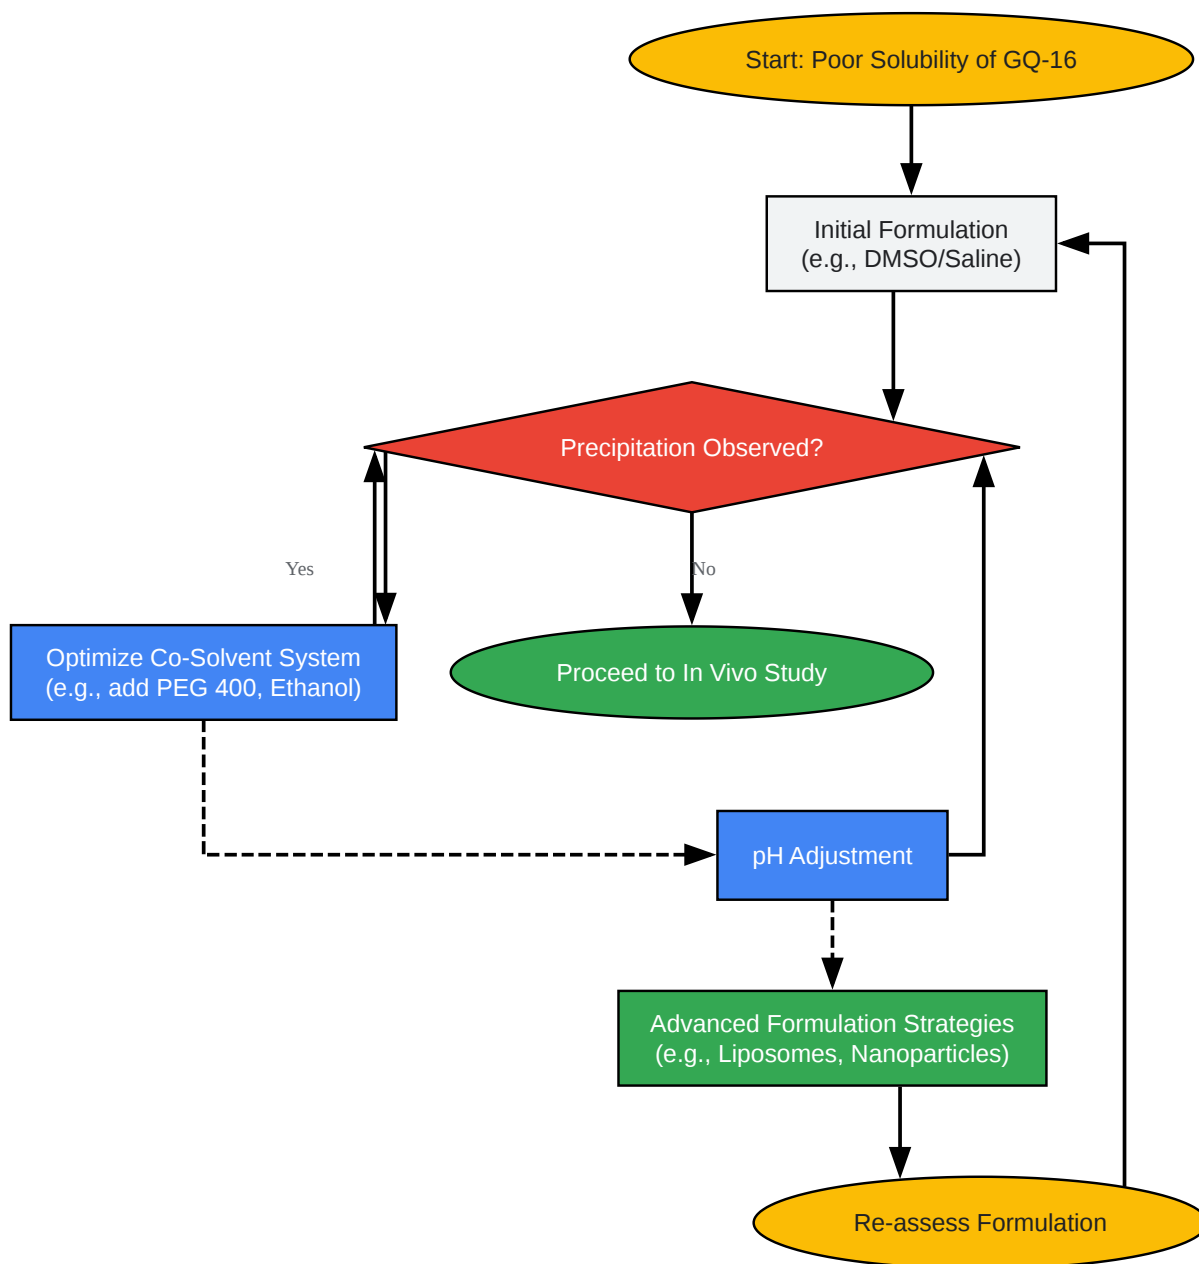 Start: Poor Solubility of GQ-16
Initial Formulation
(e.g., DMSO/Saline)
Precipitation Observed?
Yes
No
Optimize Co-Solvent System
(e.g., add PEG 400, Ethanol)
Proceed to In Vivo Study
pH Adjustment
Advanced Formulation Strategies
(e.g., Liposomes, Nanoparticles)
Re-assess Formulation